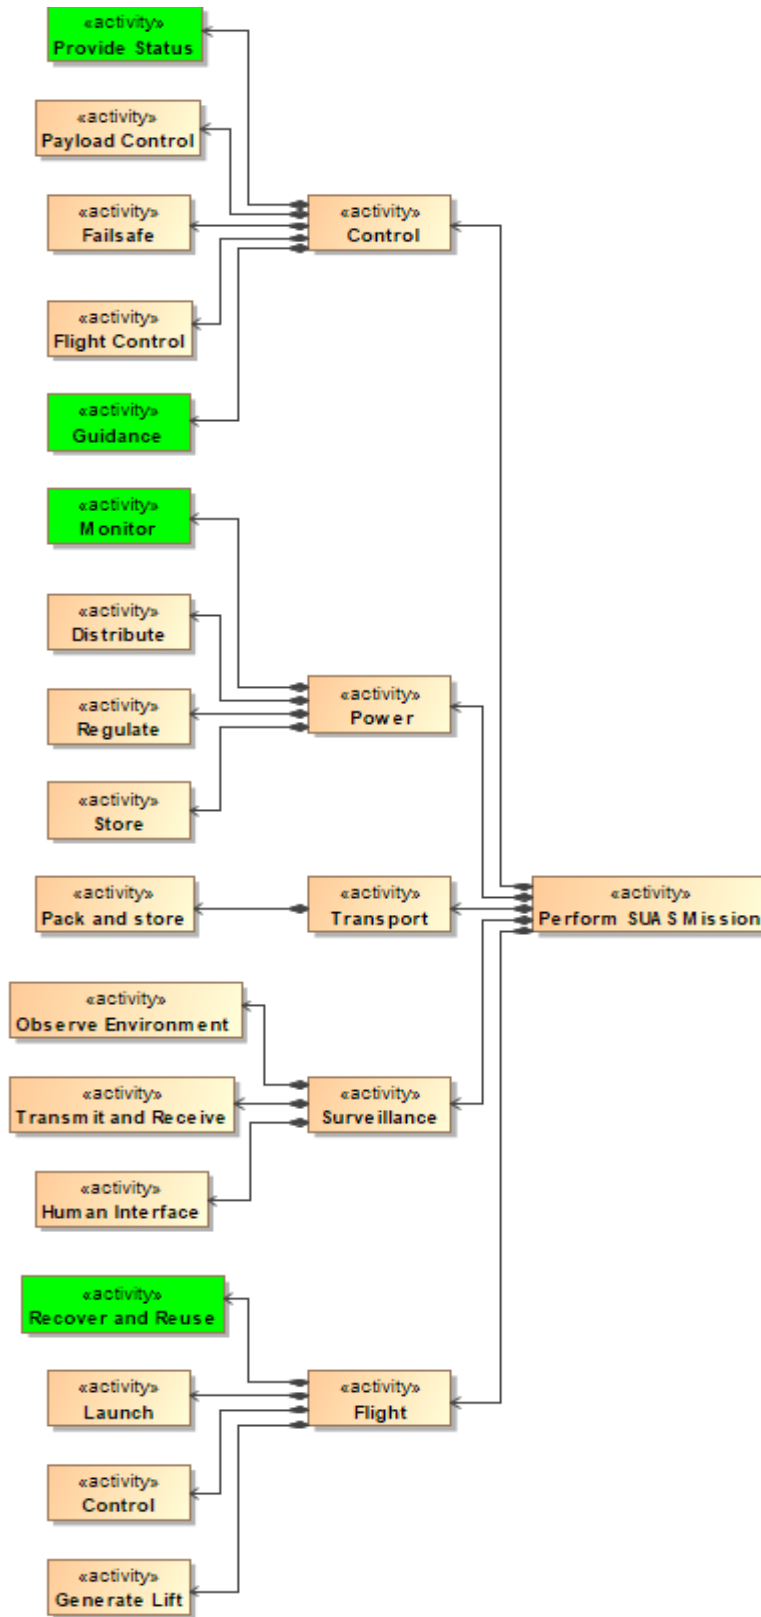 «activity»
Provide Status
«activity»
Payload Control
«activity»
Failsafe
«activity»
Control
«activity»
Flight Control
«activity»
Guidance
«activity»
Monitor
«activity»
Distribute
«activity»
Regulate
«activity»
Power
«activity»
Store
«activity»
Pack and store
«activity»
Transport
«activity»
Perform SUAS Mission
«activity»
Observe Environment
«activity»
Transmit and Receive
«activity»
Surveillance
«activity»
Human Interface
«activity»
Recover and Reuse
«activity»
Launch
«activity»
Flight
«activity»
Control
«activity»
Generate Lift